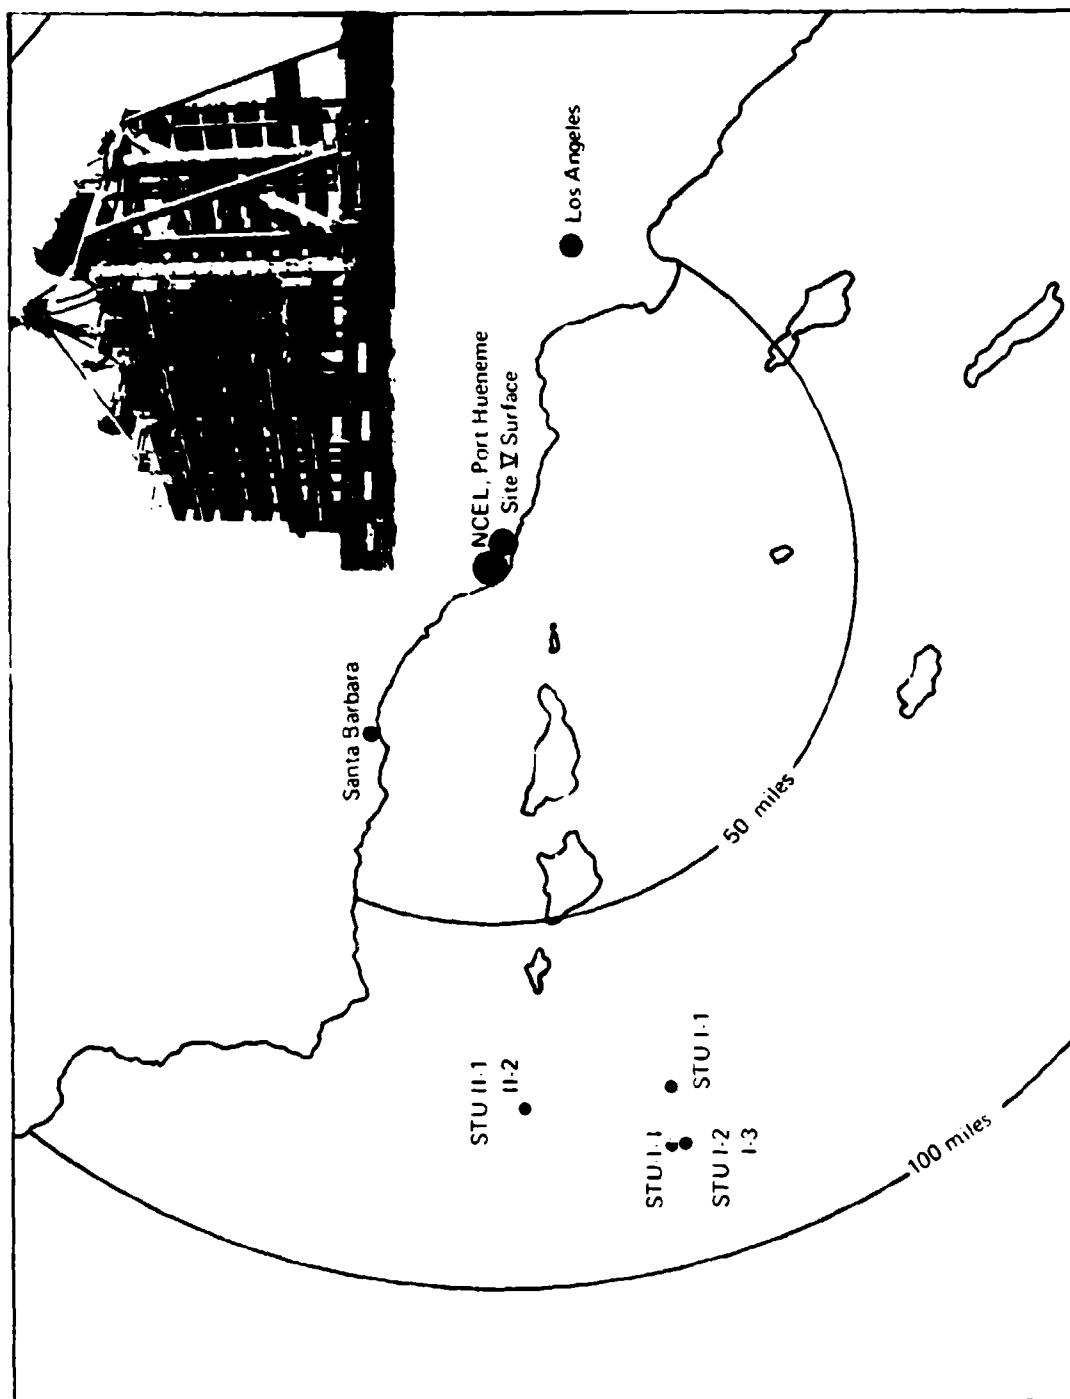 Los Angeles
NCEL, Port Hueneme
Site V Surface
Santa Barbara
50 miles
STU II-1
II-2
STU I-1
STU I-1
STU I-2
I-3
100 miles